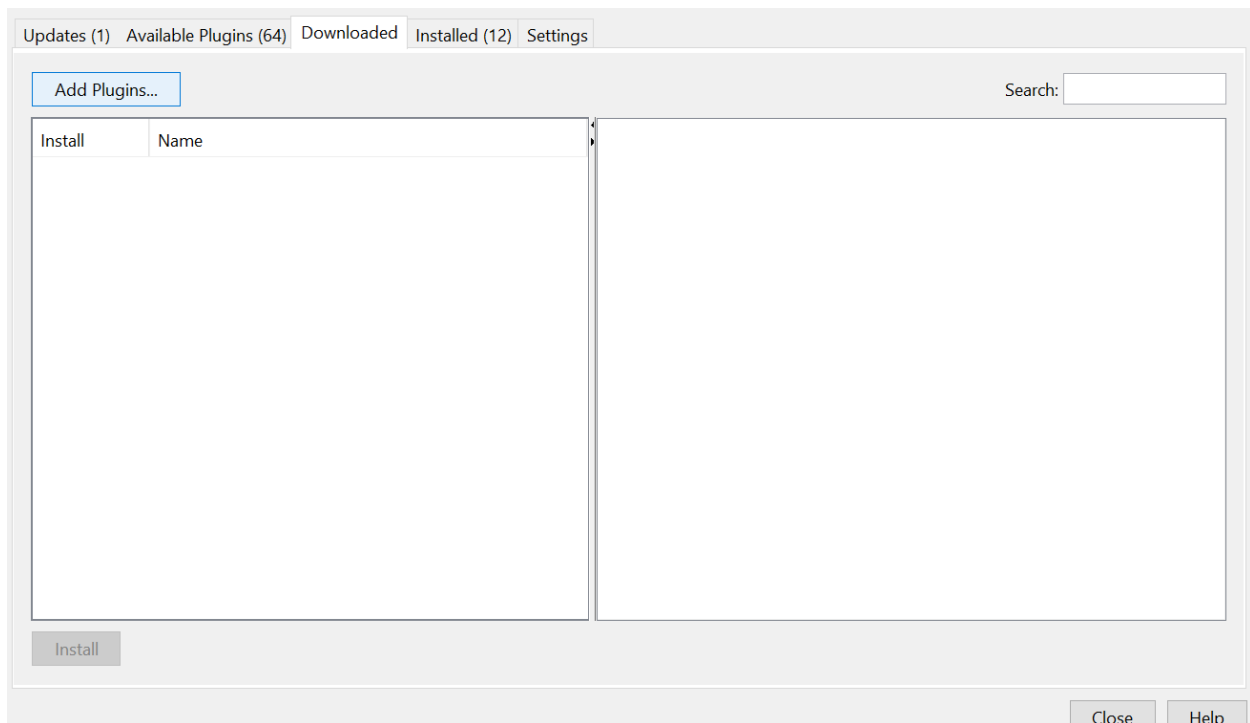 Updates (1) Available Plugins (64) Downloaded Installed (12) Settings
Add Plugins... Search:
Install Name
Install
Close Help